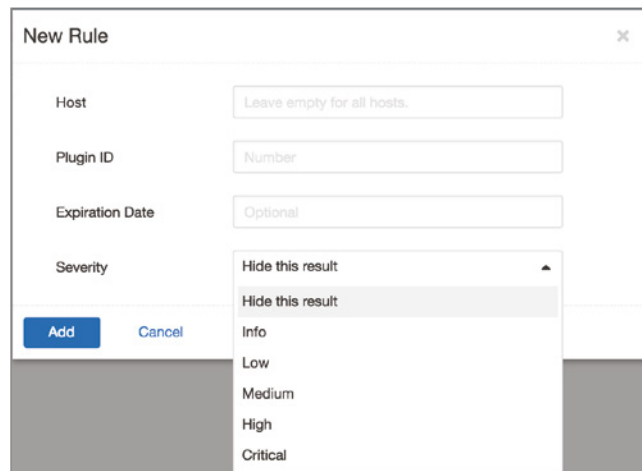 New Rule ×
Host Leave empty for all hosts.
Plugin ID Number
Expiration Date Optional
Severity Hide this result
Hide this result
Add Cancel Info
Low
Medium
High
Critical